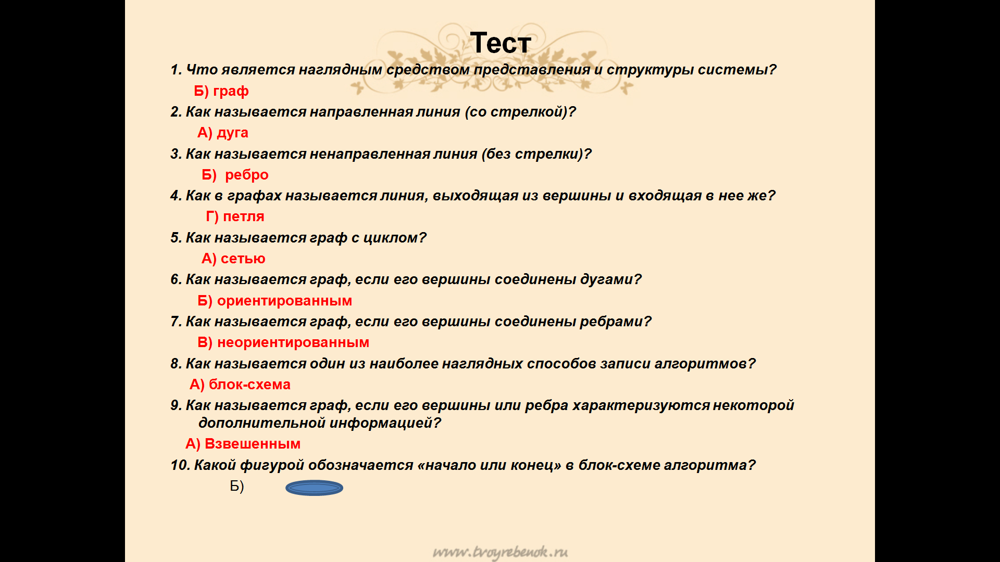 Тест
1. Что является наглядным средством представления и структуры системы?
Б) граф
2. Как называется направленная линия (со стрелкой)?
А) дуга
3. Как называется ненаправленная линия (без стрелки)?
Б) ребро
4. Как в графах называется линия, выходящая из вершины и входящая в нее же?
Г) петля
5. Как называется граф с циклом?
А) сетью
6. Как называется граф, если его вершины соединены дугами?
Б) ориентированным
7. Как называется граф, если его вершины соединены ребрами?
В) неориентированным
8. Как называется один из наиболее наглядных способов записи алгоритмов?
А) блок-схема
9. Как называется граф, если его вершины или ребра характеризуются некоторой
дополнительной информацией?
А) Взвешенным
10. Какой фигурой обозначается «начало или конец» в блок-схеме алгоритма?
Б)
www.tvoyrebenok.ru